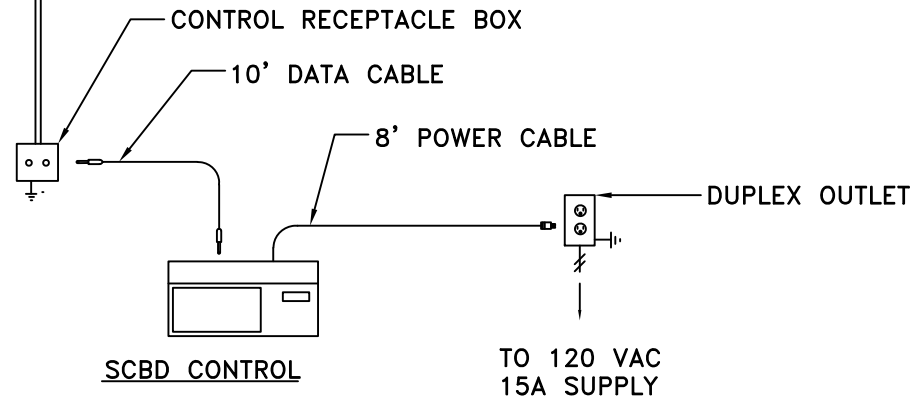 CONTROL RECEPTACLE BOX
10' DATA CABLE
8' POWER CABLE
DUPLEX OUTLET
SCBD CONTROL
TO 120 VAC
15A SUPPLY